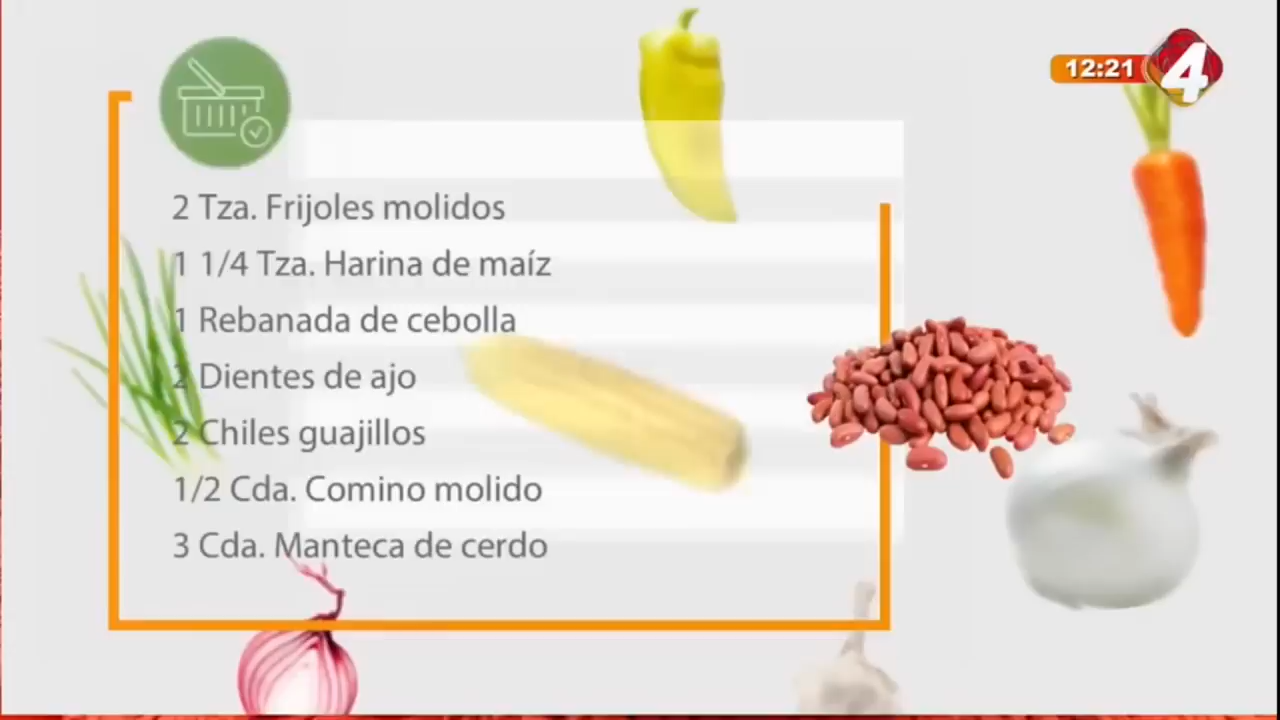 12:21 4
2 Tza. Frijoles molidos
1 1/4 Tza. Harina de maíz
1 Rebanada de cebolla
2 Dientes de ajo
2 Chiles guajillos
1/2 Cda. Comino molido
3 Cda. Manteca de cerdo